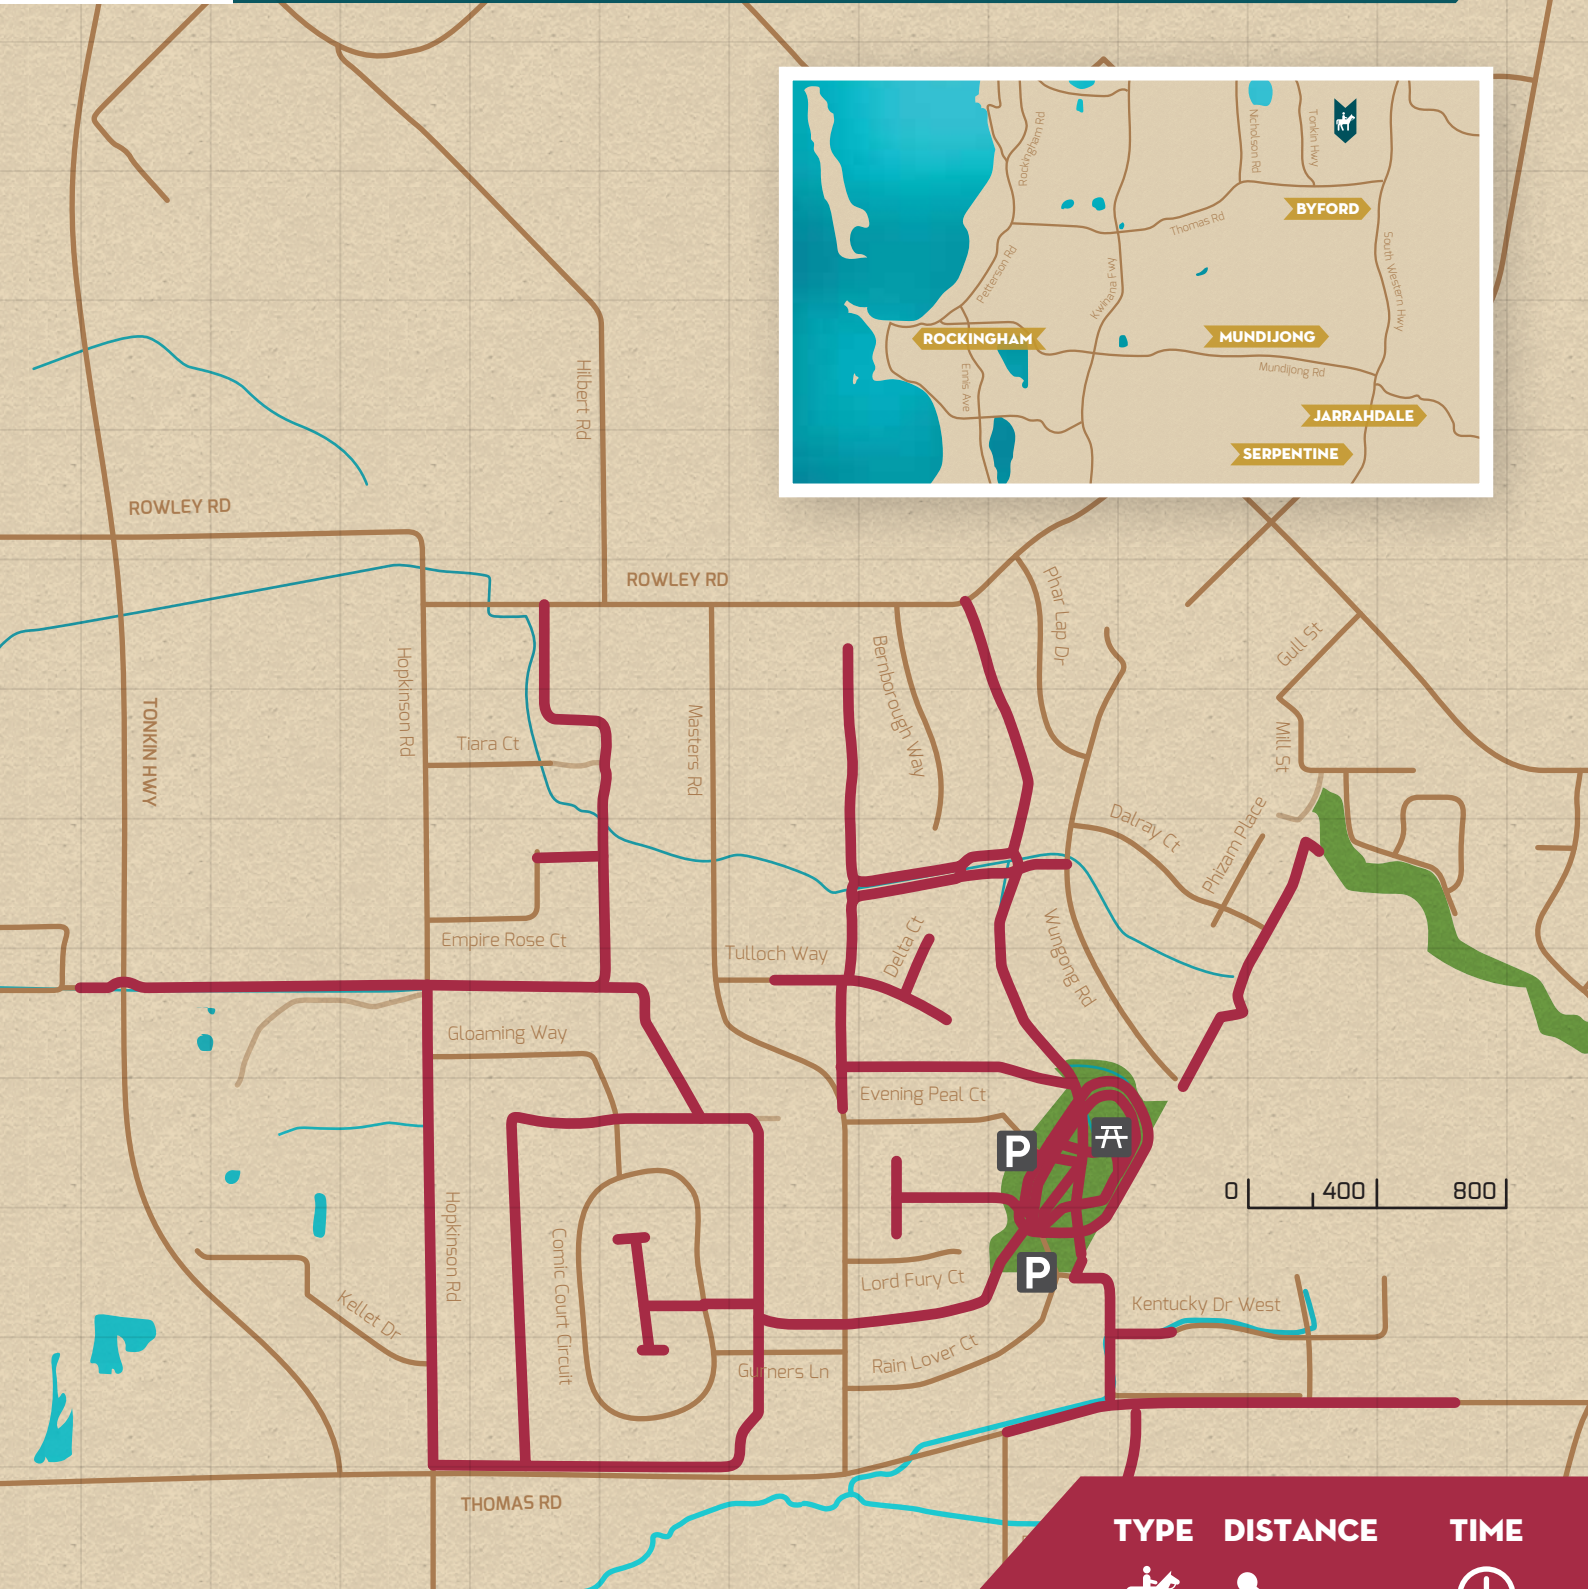 Rockingham Rd
Nicholson Rd
Tonkin Hwy
BYFORD
Thomas Rd
Petterson Rd
Kwinana Fwy
South Western Hwy
ROCKINGHAM
MUNDIJONG
Mundijong Rd
Ennis Ave
JARRAHDALE
SERPENTINE
Hilbert Rd
ROWLEY RD
ROWLEY RD
Phar Lap Dr
Gull St
Hopkinson Rd
Bernborough Way
TONKIN HWY
Masters Rd
Mill St
Tiara Ct
Dalray Ct
Phizam Place
Empire Rose Ct
Tulloch Way
Delta Ct
Wungong Rd
Gloaming Way
Evening Peal Ct
P
0 400 800
Hopkinson Rd
Comic Court Circuit
P
Lord Fury Ct
Kellet Dr
Kentucky Dr West
Rain Lover Ct
Gurners Ln
THOMAS RD
TYPE DISTANCE TIME